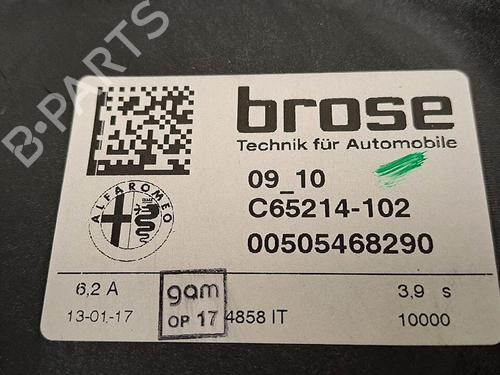 B-PARTS
brose
Technik für Automobile
09_10
C65214-102
00505468290
ALFA ROMEO
6,2 A
3,9 s
13-01-17
gam
OP 17
4858 IT
10000